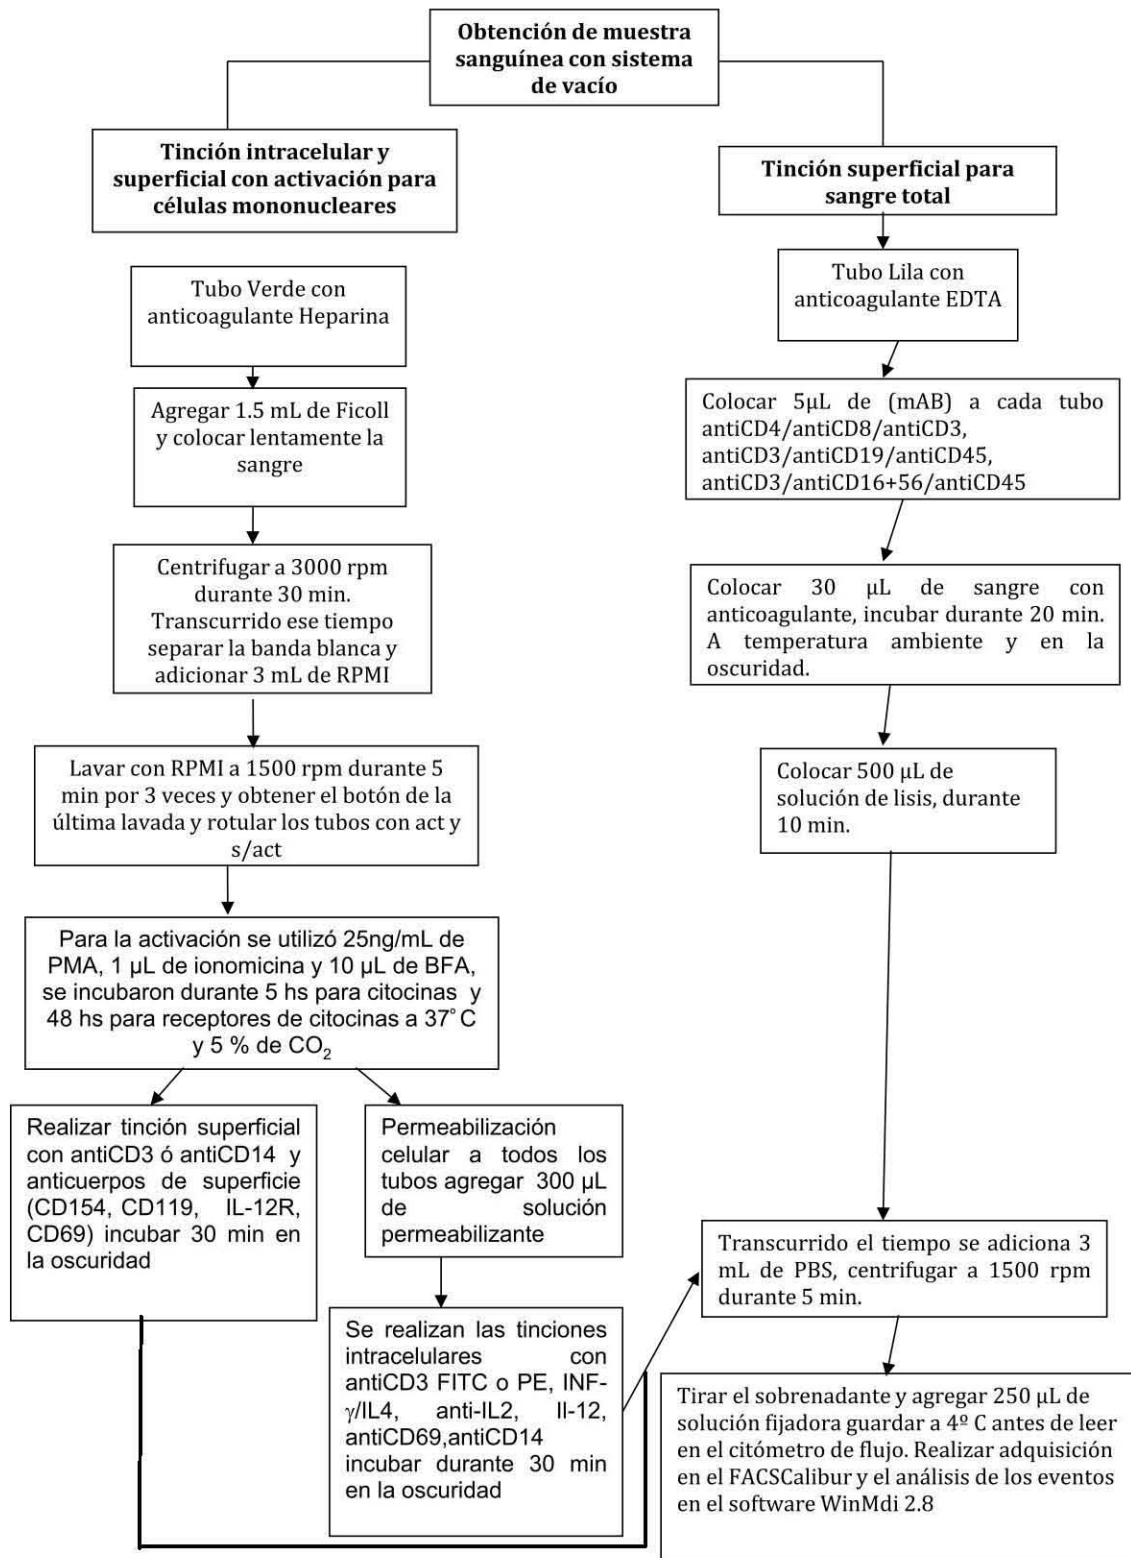 Obtención de muestra
sanguínea con sistema
de vacío
Tinción intracelular y
superficial con activación para
células mononucleares
Tubo Verde con
anticoagulante Heparina
Agregar 1.5 mL de Ficoll
y colocar lentamente la
sangre
Centrifugar a 3000 rpm
durante 30 min.
Transcurrido ese tiempo
separar la banda blanca y
adicionar 3 mL de RPMI
Lavar con RPMI a 1500 rpm durante 5
min por 3 veces y obtener el botón de la
última lavada y rotular los tubos con act y
s/act
Para la activación se utilizó 25ng/mL de
PMA, 1 µL de ionomicina y 10 µL de BFA,
se incubaron durante 5 hs para citocinas y
48 hs para receptores de citocinas a 37° C
y 5 % de CO₂
Realizar tinción superficial
con antiCD3 ó antiCD14 y
anticuerpos de superficie
(CD154, CD119, IL-12R,
CD69) incubar 30 min en
la oscuridad
Permeabilización
celular a todos los
tubos agregar 300 µL
de solución
permeabilizante
Se realizan las tinciones
intracelulares con
antiCD3 FITC o PE, INF-
γ/IL4, anti-IL2, Il-12,
antiCD69,antiCD14
incubar durante 30 min
en la oscuridad
Tinción superficial para
sangre total
Tubo Lila con
anticoagulante EDTA
Colocar 5µL de (mAB) a cada tubo
antiCD4/antiCD8/antiCD3,
antiCD3/antiCD19/antiCD45,
antiCD3/antiCD16+56/antiCD45
Colocar 30 µL de sangre con
anticoagulante, incubar durante 20 min.
A temperatura ambiente y en la
oscuridad.
Colocar 500 µL de
solución de lisis, durante
10 min.
Transcurrido el tiempo se adiciona 3
mL de PBS, centrifugar a 1500 rpm
durante 5 min.
Tirar el sobrenadante y agregar 250 µL de
solución fijadora guardar a 4º C antes de leer
en el citómetro de flujo. Realizar adquisición
en el FACSCalibur y el análisis de los eventos
en el software WinMdi 2.8